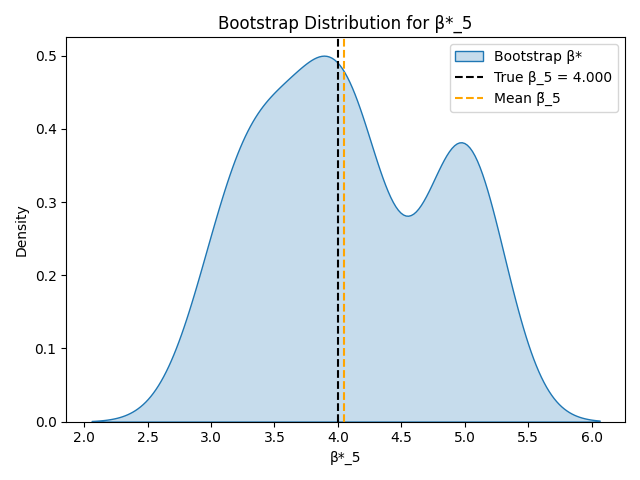 Bootstrap Distribution for β*_5
Bootstrap β*
True β_5 = 4.000
Mean β̂_5
Density
0.5
0.4
0.3
0.2
0.1
0.0
2.0 2.5 3.0 3.5 4.0 4.5 5.0 5.5 6.0
β*_5